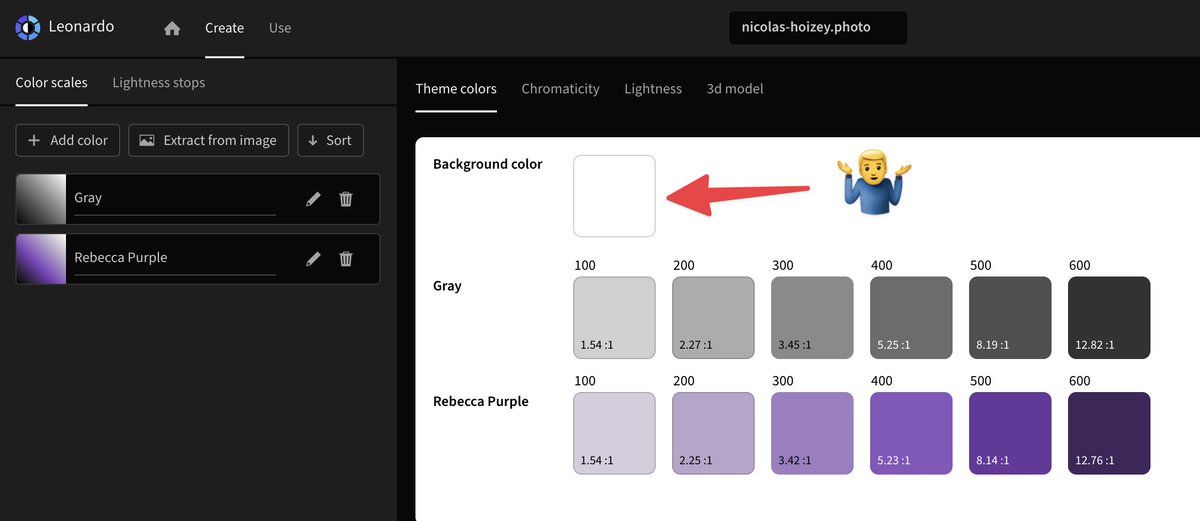 Leonardo
Create
Use
nicolas-hoizey.photo
Color scales
Lightness stops
Theme colors
Chromaticity
Lightness
3d model
Add color
Extract from image
Sort
Gray
Rebecca Purple
Background color
100 200 300 400 500 600
Gray
1.54 :1 2.27 :1 3.45 :1 5.25 :1 8.19 :1 12.82 :1
100 200 300 400 500 600
Rebecca Purple
1.54 :1 2.25 :1 3.42 :1 5.23 :1 8.14 :1 12.76 :1